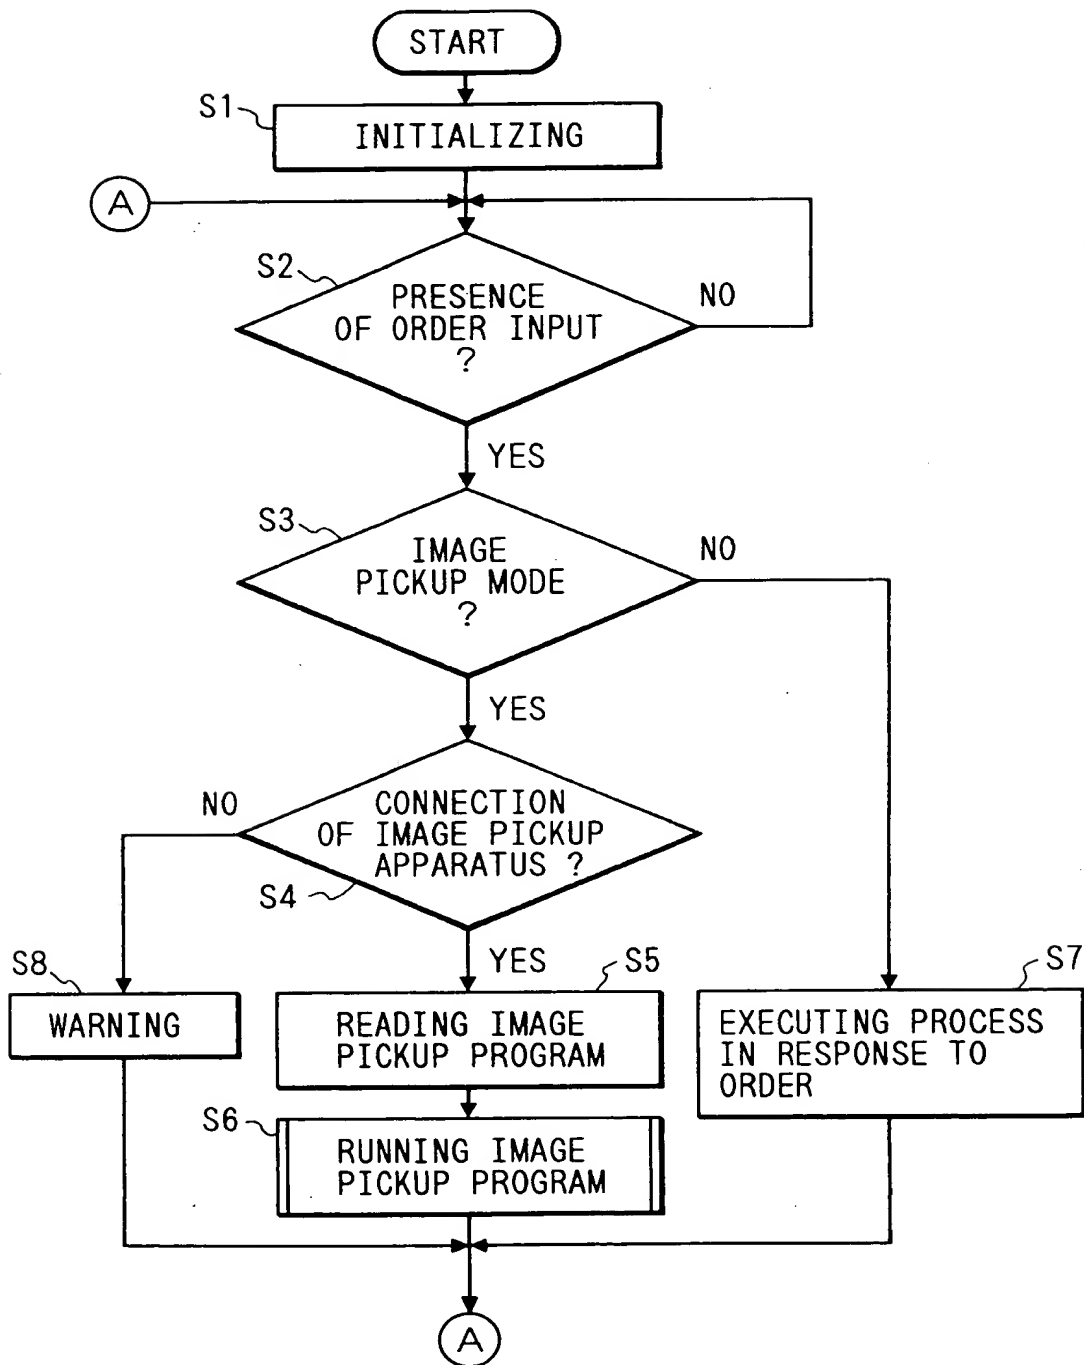 START
S1
INITIALIZING
A
S2
PRESENCE
OF ORDER INPUT
?
NO
YES
S3
IMAGE
PICKUP MODE
?
NO
YES
CONNECTION
OF IMAGE PICKUP
APPARATUS ?
NO
S4
YES
S8
WARNING
S5
READING IMAGE
PICKUP PROGRAM
S7
EXECUTING PROCESS
IN RESPONSE TO
ORDER
S6
RUNNING IMAGE
PICKUP PROGRAM
A